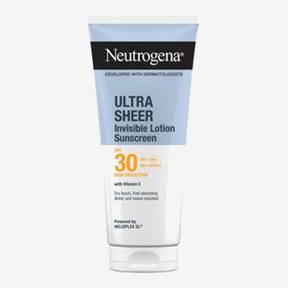 Neutrogena®
DEVELOPED WITH DERMATOLOGISTS
ULTRA
SHEER
Invisible Lotion
Sunscreen
SPF
30
HIGH PROTECTION
with Vitamin E
Dry touch, Fast absorbing
Water and sweat resistant
Powered by
HELIOPLEX SL®